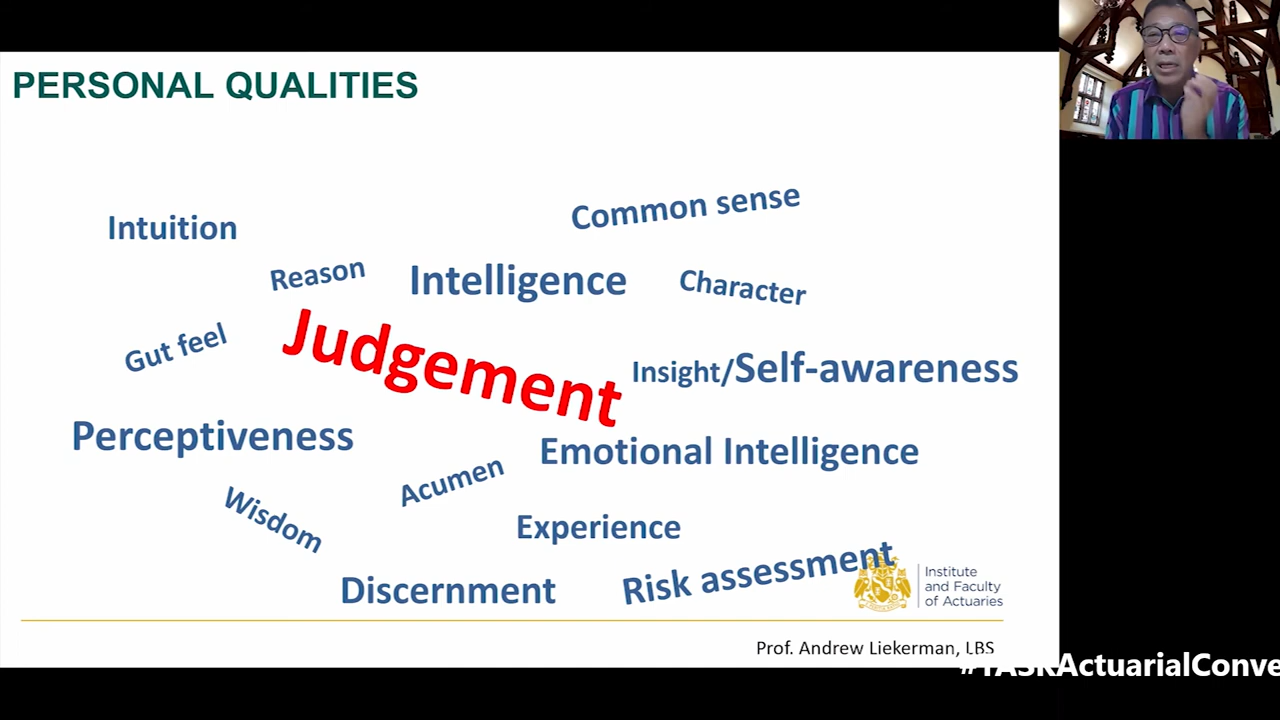 PERSONAL QUALITIES
Intuition
Common sense
Reason
Intelligence
Character
Gut feel
Judgement
Insight/Self-awareness
Perceptiveness
Emotional Intelligence
Acumen
Wisdom
Experience
Discernment
Risk assessment
Institute
and Faculty
of Actuaries
Prof. Andrew Liekerman, LBS
#TASKActuarialConve